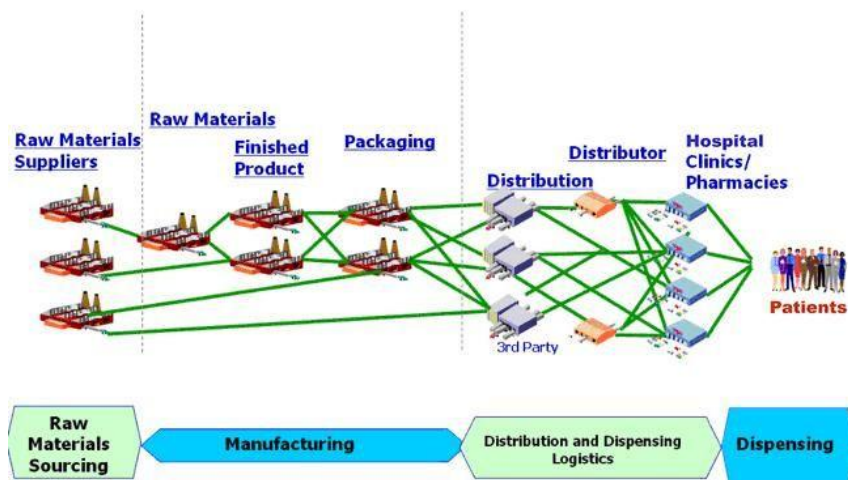 Raw Materials
Suppliers
Raw Materials
Finished
Product
Packaging
Distribution
Distributor
Hospital
Clinics/
Pharmacies
Patients
3rd Party
Raw
Materials
Sourcing
Manufacturing
Distribution and Dispensing
Logistics
Dispensing